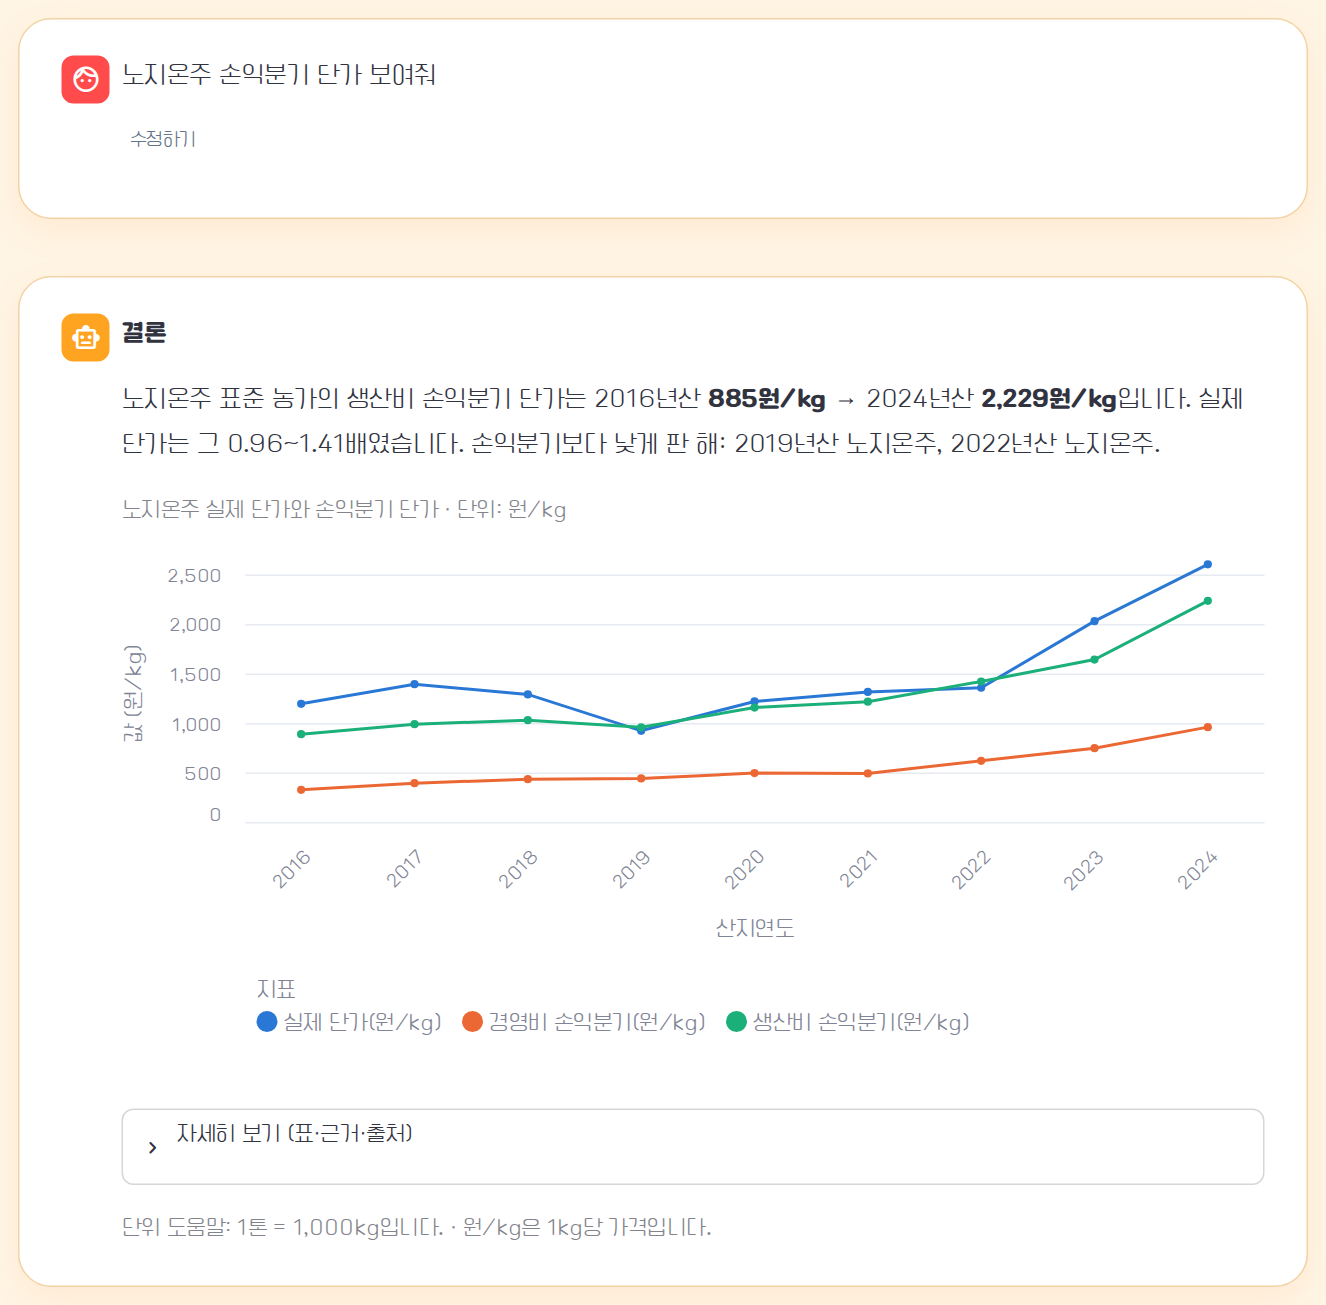 노지온주 손익분기 단가 보여줘
수정하기
결론
노지온주 표준 농가의 생산비 손익분기 단가는 2016년산 885원/kg → 2024년산 2,229원/kg입니다. 실제
단가는 그 0.96~1.41배였습니다. 손익분기보다 낮게 판 해: 2019년산 노지온주, 2022년산 노지온주.
노지온주 실제 단가와 손익분기 단가 · 단위: 원/kg
값 (원/kg)
2,500
2,000
1,500
1,000
500
0
2016
2017
2018
2019
2020
2021
2022
2023
2024
산지연도
지표
실제 단가(원/kg) 경영비 손익분기(원/kg) 생산비 손익분기(원/kg)
자세히 보기 (표·근거·출처)
단위 도움말: 1톤 = 1,000kg입니다. · 원/kg은 1kg당 가격입니다.